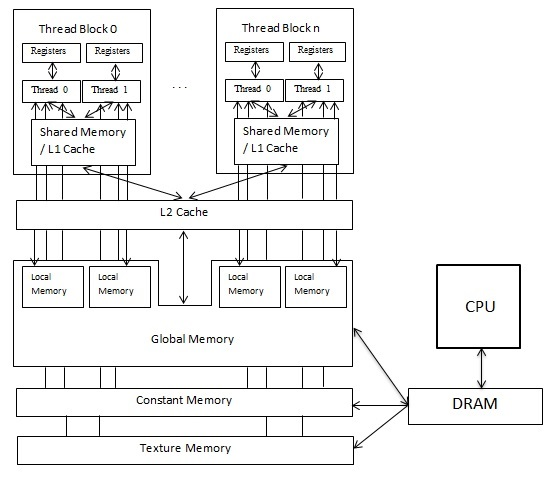 Thread Block 0
Registers
Registers
Thread 0
Thread 1
Shared Memory
/ L1 Cache
. . .
Thread Block n
Registers
Registers
Thread 0
Thread 1
Shared Memory
/ L1 Cache
L2 Cache
Local
Memory
Local
Memory
Local
Memory
Local
Memory
Global Memory
Constant Memory
Texture Memory
CPU
DRAM